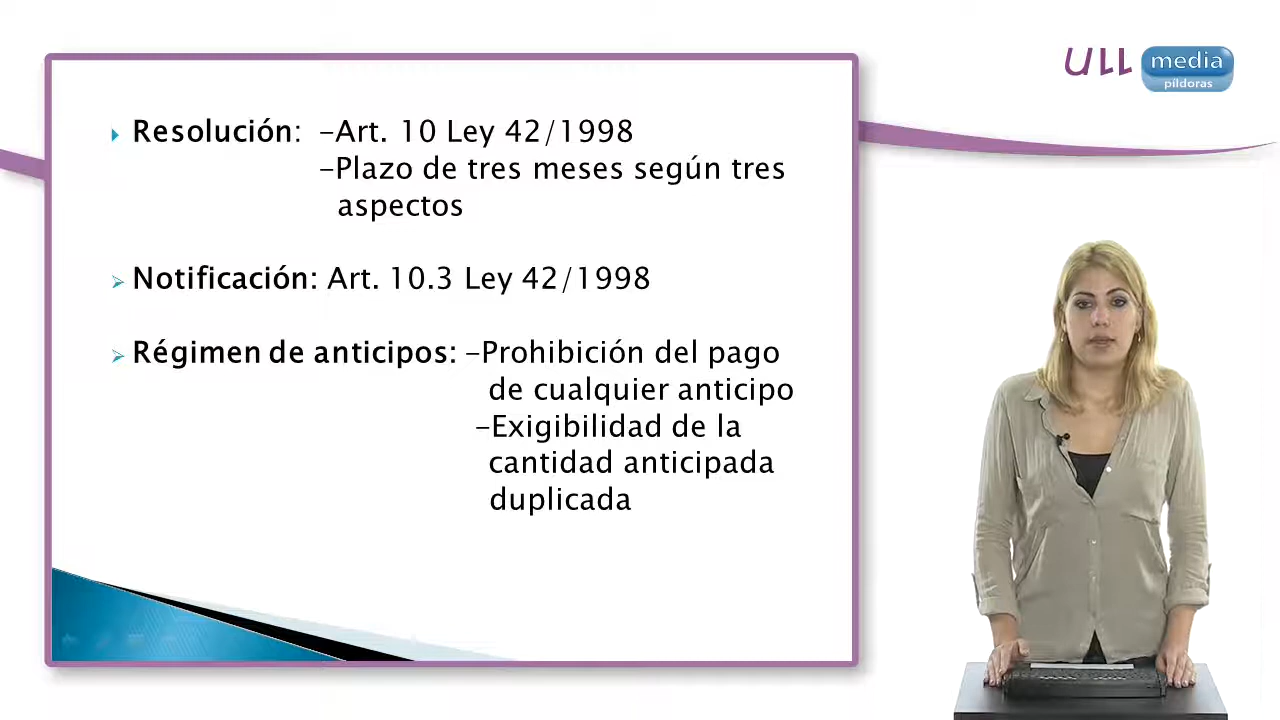 ULL media
píldoras
Resolución: -Art. 10 Ley 42/1998
-Plazo de tres meses según tres
aspectos
Notificación: Art. 10.3 Ley 42/1998
Régimen de anticipos: -Prohibición del pago
de cualquier anticipo
-Exigibilidad de la
cantidad anticipada
duplicada